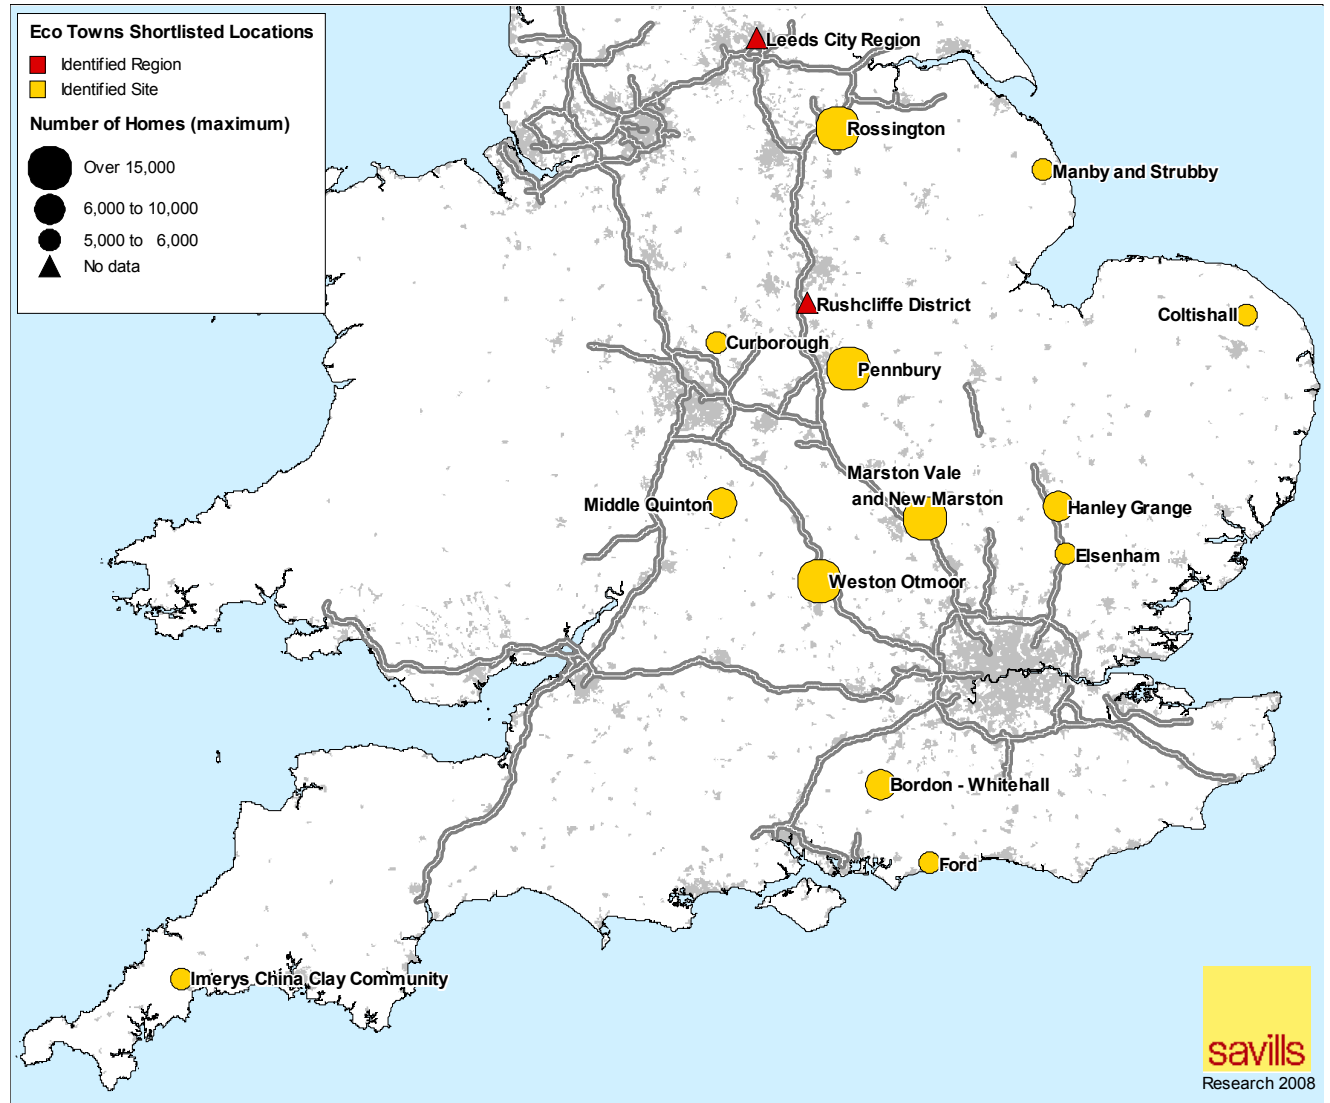 Eco Towns Shortlisted Locations
Identified Region
Identified Site
Number of Homes (maximum)
Over 15,000
6,000 to 10,000
5,000 to 6,000
No data
Leeds City Region
Rossington
Manby and Strubby
Rushcliffe District
Coltishall
Curborough
Pennbury
Marston Vale
and New Marston
Middle Quinton
Hanley Grange
Elsenham
Weston Otmoor
Bordon - Whitehall
Ford
Imerys China Clay Community
savills
Research 2008